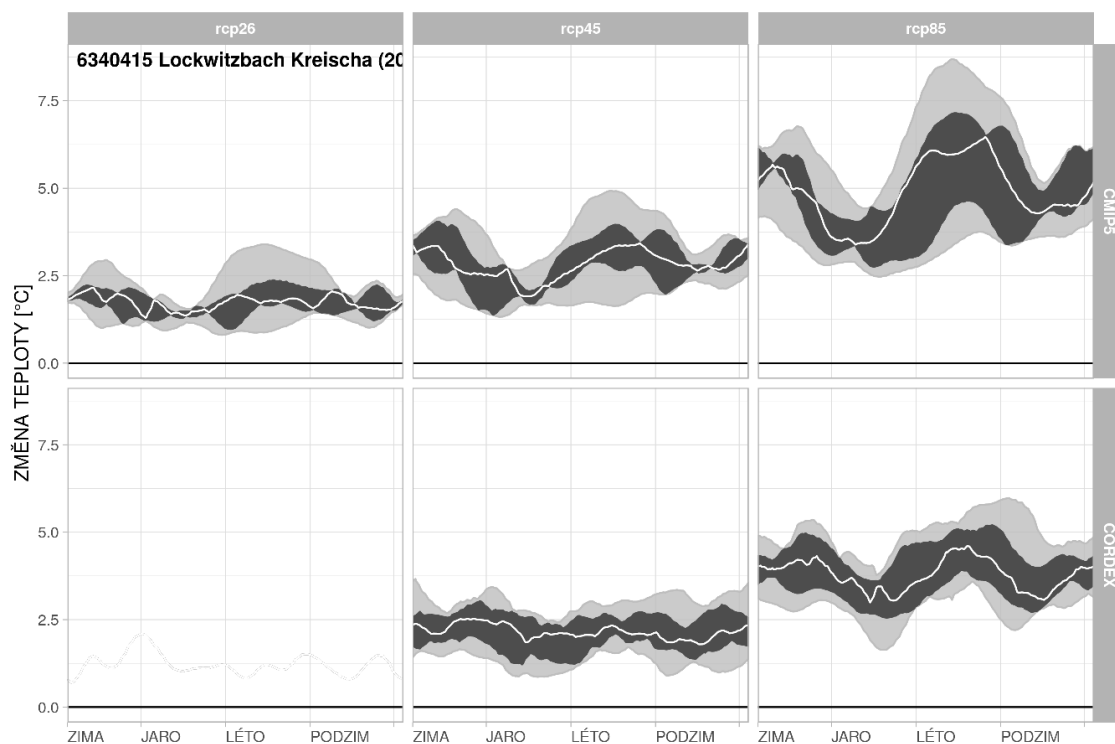 rcp26 rcp45 rcp85
6340415 Lockwitzbach Kreischa (20
ZMĚNA TEPLOTY [°C]
7.5
5.0
2.5
0.0
CMIP5
7.5
5.0
2.5
0.0
CORDEX
ZIMA JARO LÉTO PODZIM ZIMA JARO LÉTO PODZIM ZIMA JARO LÉTO PODZIM